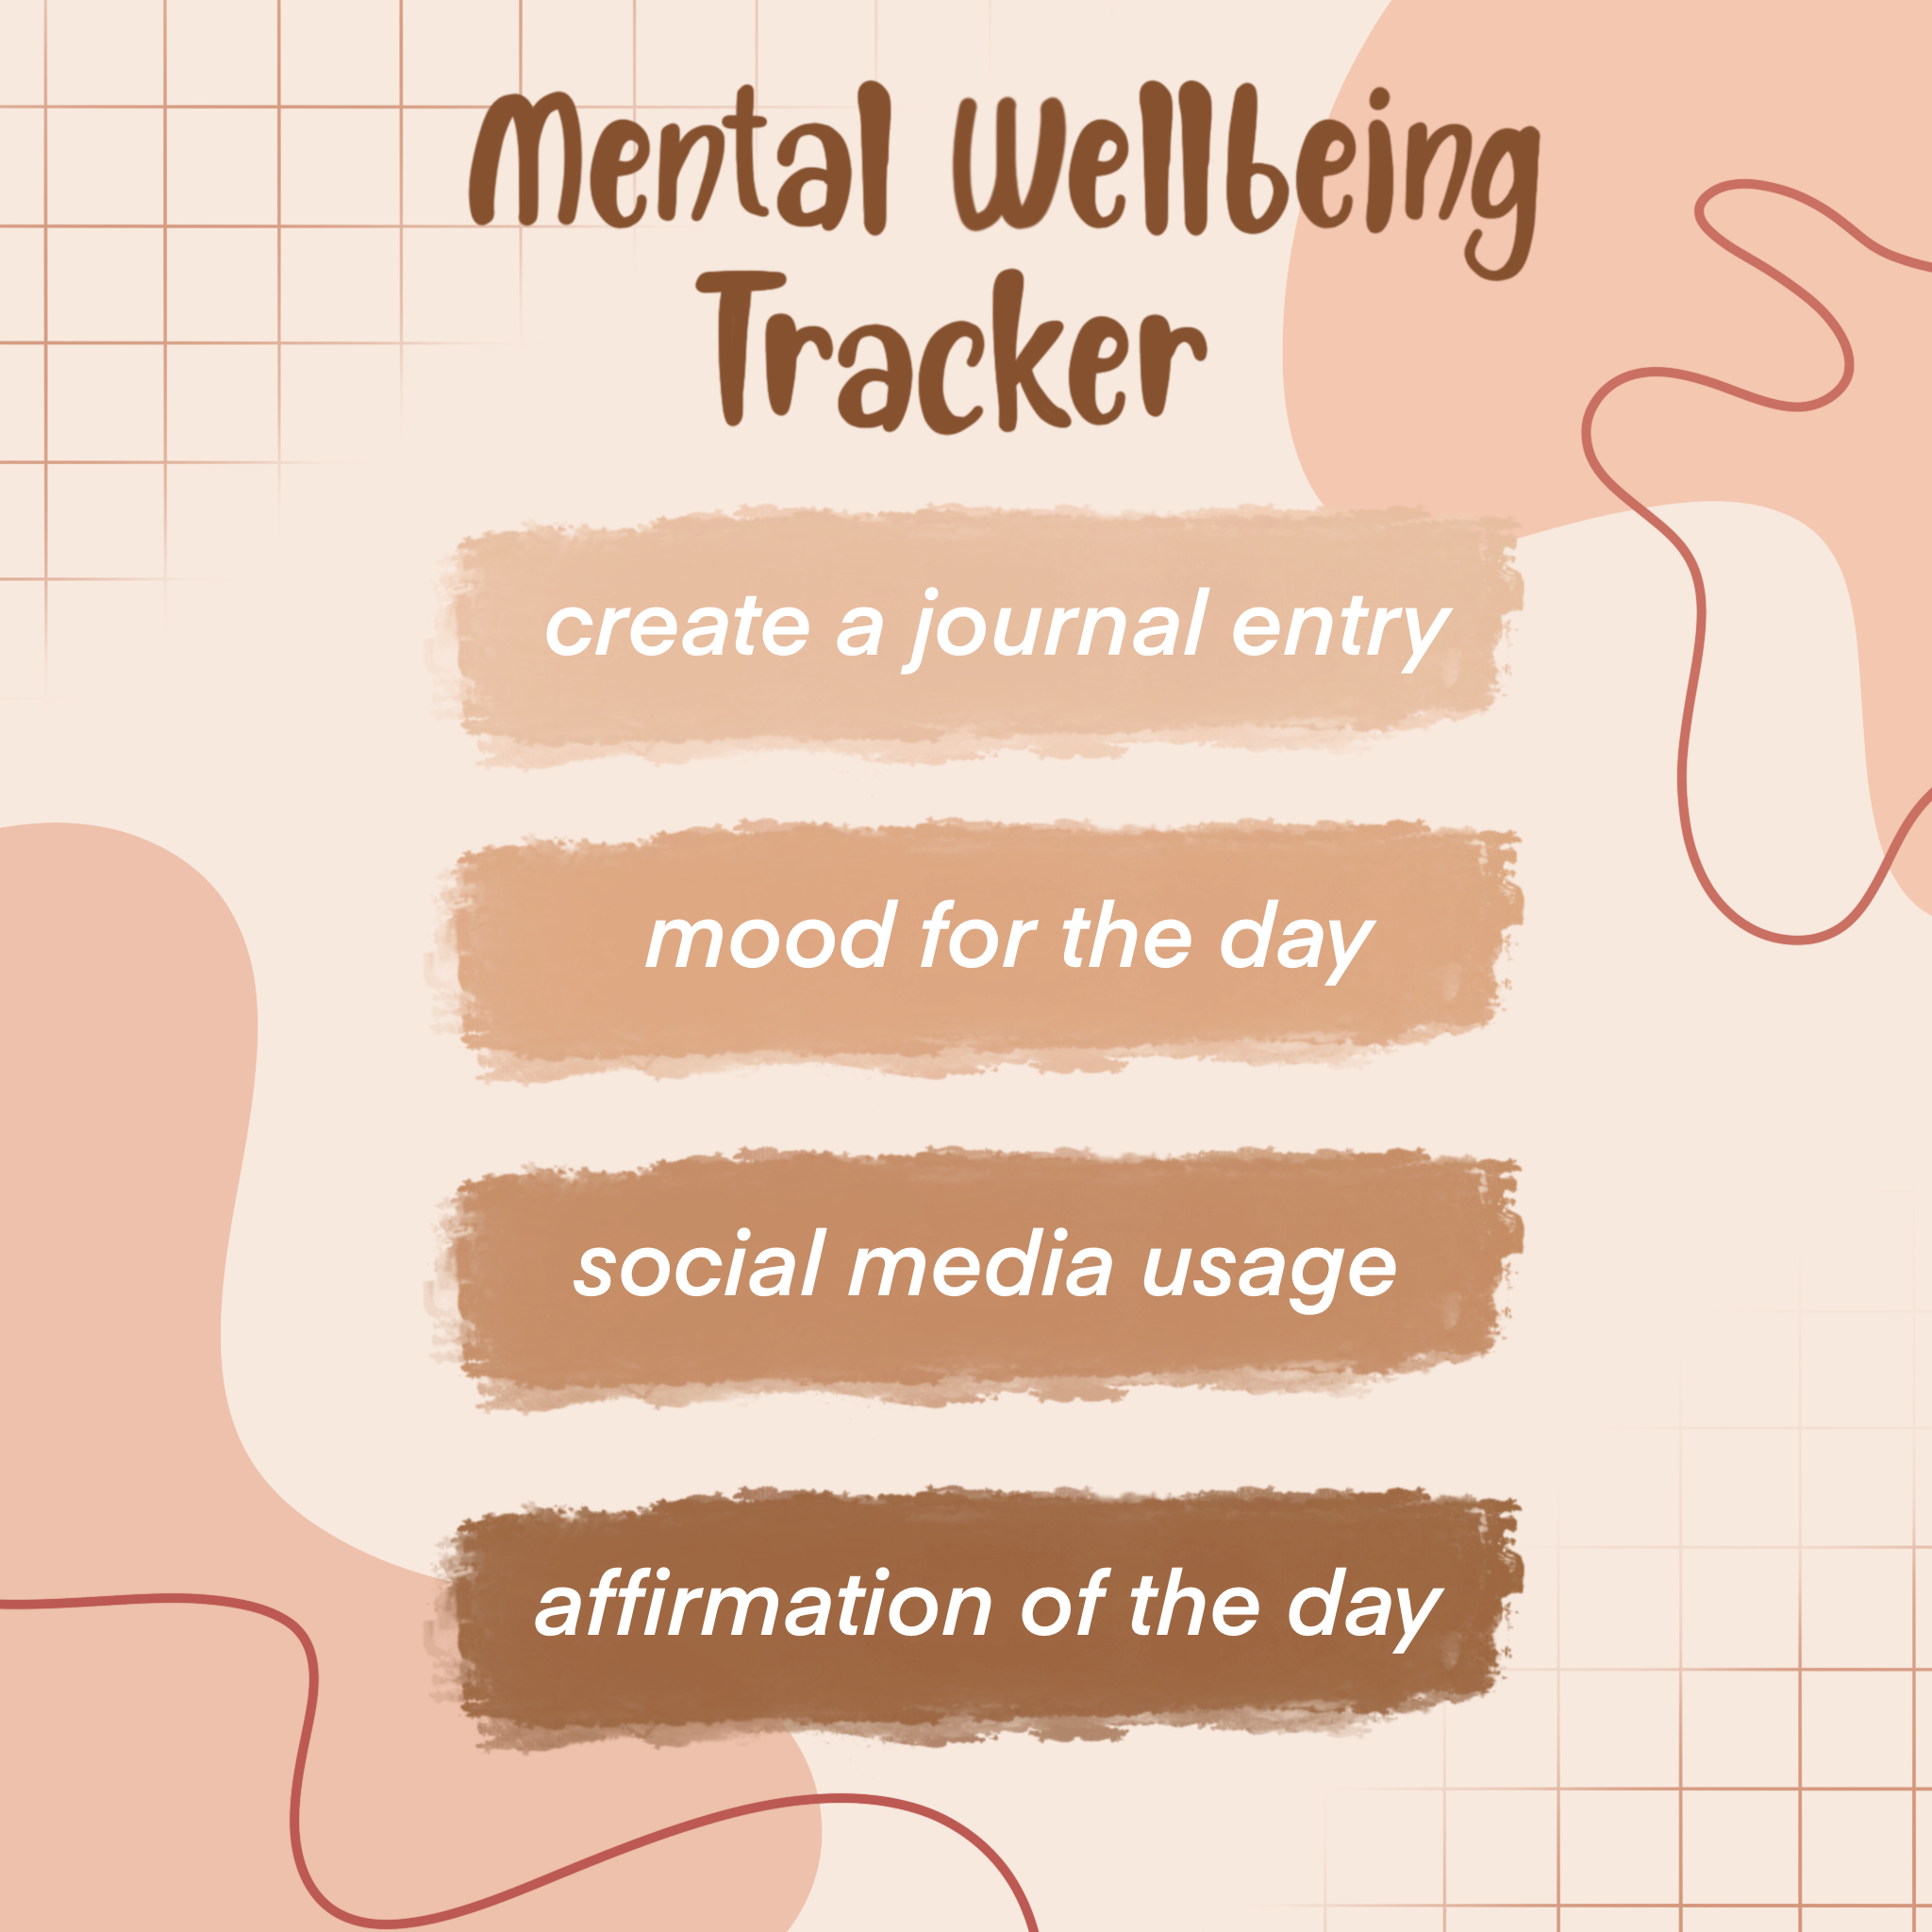 Mental Wellbeing
Tracker
create a journal entry
mood for the day
social media usage
affirmation of the day